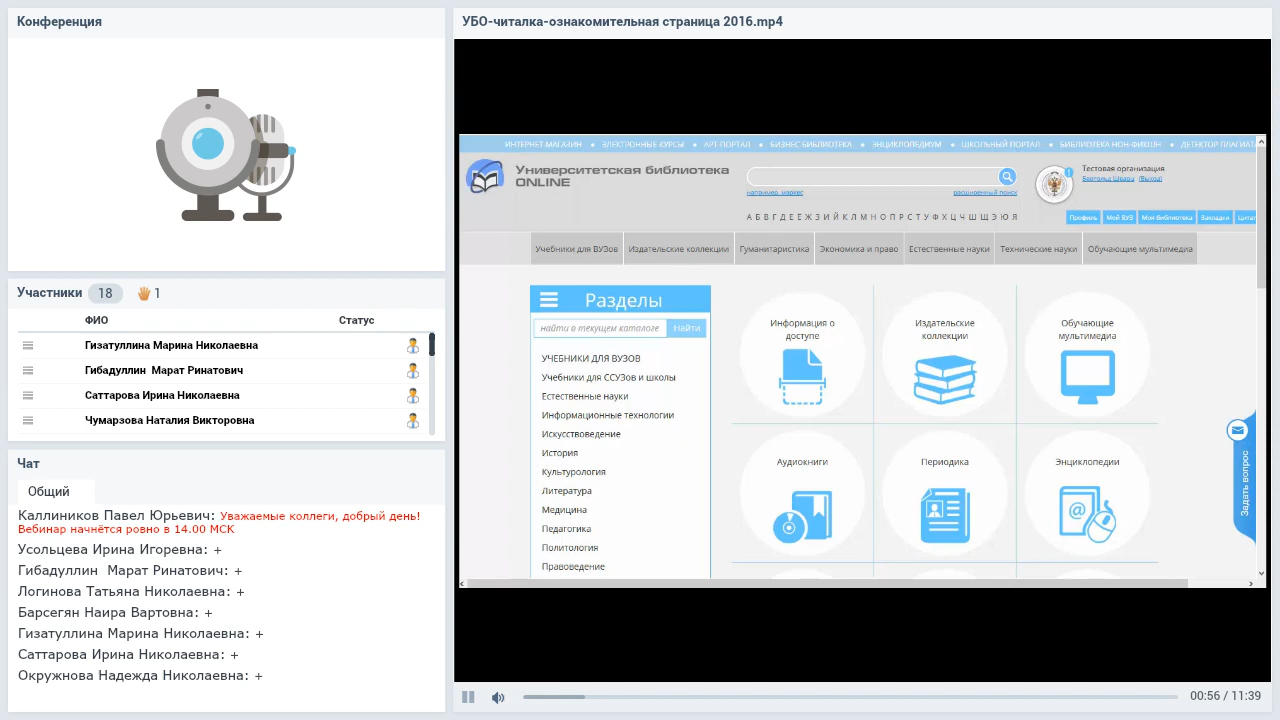 Конференция
Участники 18 1
ФИО Статус
Гизатуллина Марина Николаевна
Гибадуллин Марат Ринатович
Саттарова Ирина Николаевна
Чумарзова Наталия Викторовна
Чат
Общий
Каллиников Павел Юрьевич: Уважаемые коллеги, добрый день!
Вебинар начнётся ровно в 14.00 МСК
Усольцева Ирина Игоревна: +
Гибадуллин Марат Ринатович: +
Логинова Татьяна Николаевна: +
Барсегян Наира Вартовна: +
Гизатуллина Марина Николаевна: +
Саттарова Ирина Николаевна: +
Окружнова Надежда Николаевна: +
УБО-читалка-ознакомительная страница 2016.mp4
ИНТЕРНЕТ-МАГАЗИН • ЭЛЕКТРОННЫЕ КУРСЫ • АРТ-ПОРТАЛ • БИЗНЕС-БИБЛИОТЕКА • ЭНЦИКЛОПЕДИУМ • ШКОЛЬНЫЙ ПОРТАЛ • БИБЛИОТЕКА НОН-ФИКШН • ДЕТЕКТОР ПЛАГИАТА
Университетская библиотека
ONLINE
например, маркес расширенный поиск
А Б В Г Д Е Ё Ж З И Й К Л М Н О П Р С Т У Ф Х Ц Ч Ш Щ Э Ю Я
Тестовая организация
Бертольд Шварц (Выход)
Профиль Мой ВУЗ Моя библиотека Закладки Цитат
Учебники для ВУЗов Издательские коллекции Гуманитаристика Экономика и право Естественные науки Технические науки Обучающие мультимедиа
Разделы
найти в текущем каталоге Найти
УЧЕБНИКИ ДЛЯ ВУЗОВ
Учебники для ССУЗов и школы
Естественные науки
Информационные технологии
Искусствоведение
История
Культурология
Литература
Медицина
Педагогика
Политология
Правоведение
Информация о
доступе
Издательские
коллекции
Обучающие
мультимедиа
Аудиокниги
Периодика
Энциклопедии
@
Задать вопрос
00:56 / 11:39